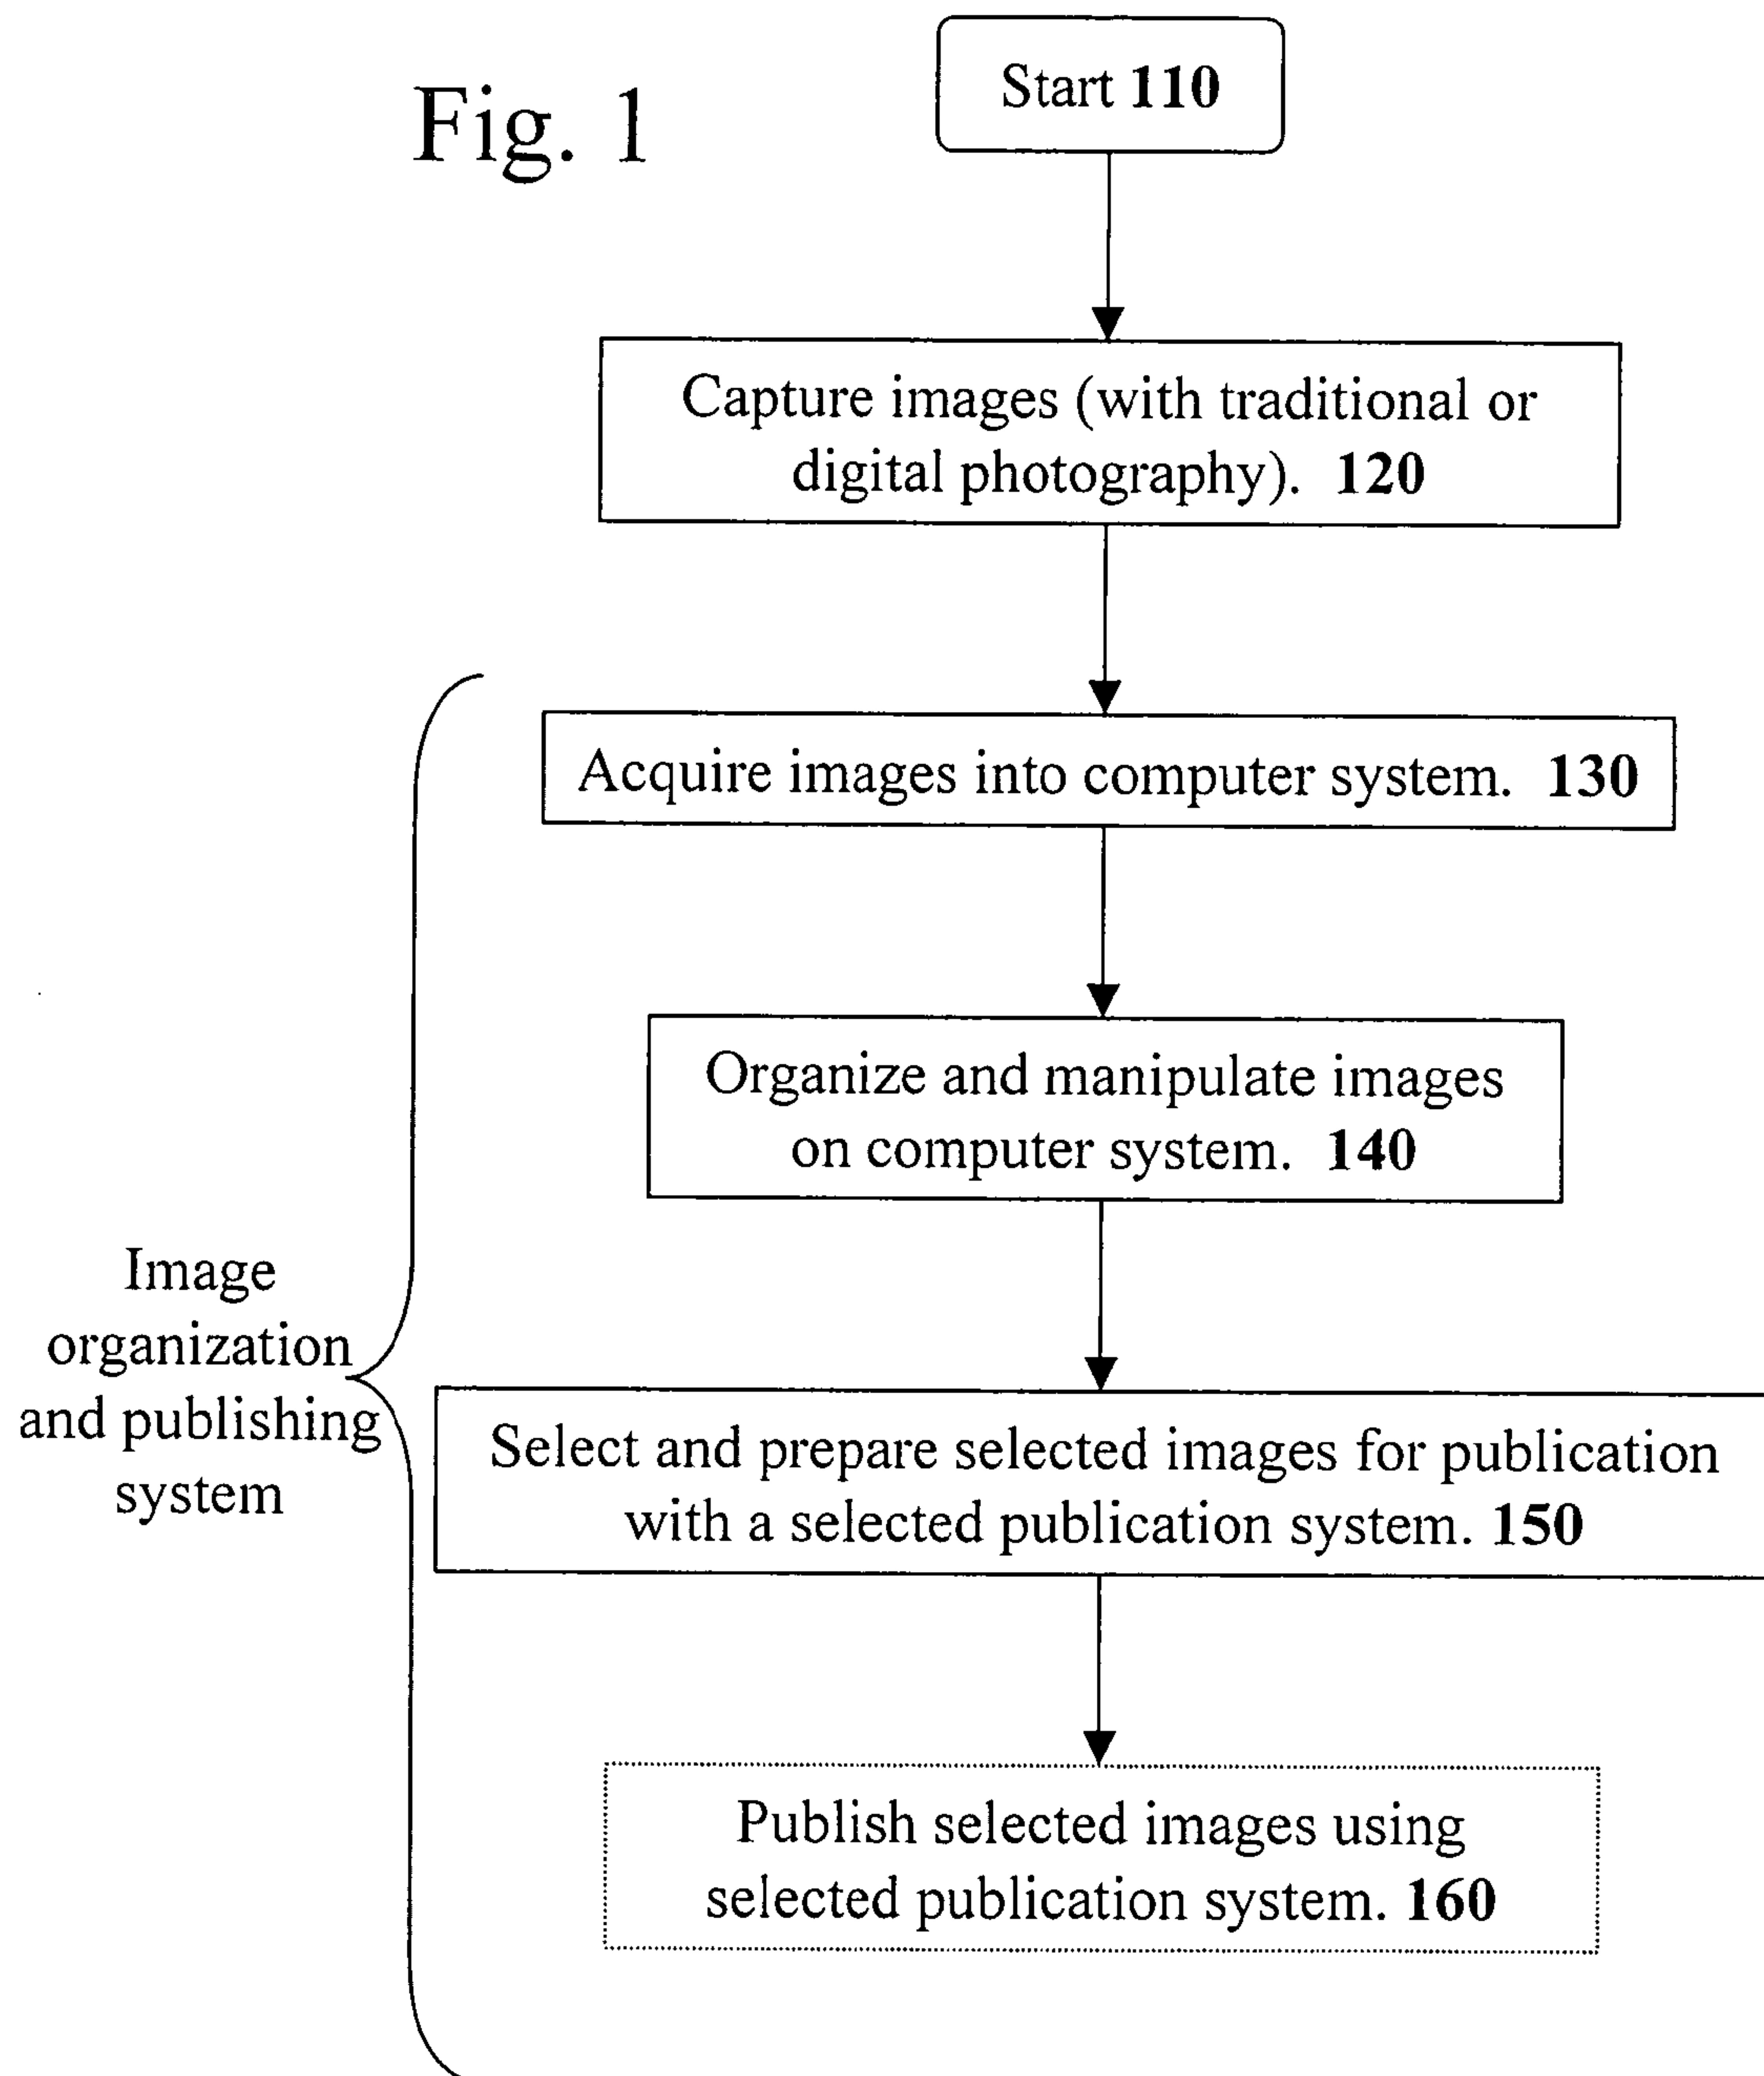 Fig. 1
Start 110
Capture images (with traditional or
digital photography). 120
Acquire images into computer system. 130
Organize and manipulate images
on computer system. 140
Image
organization
and publishing
system
Select and prepare selected images for publication
with a selected publication system. 150
Publish selected images using
selected publication system. 160